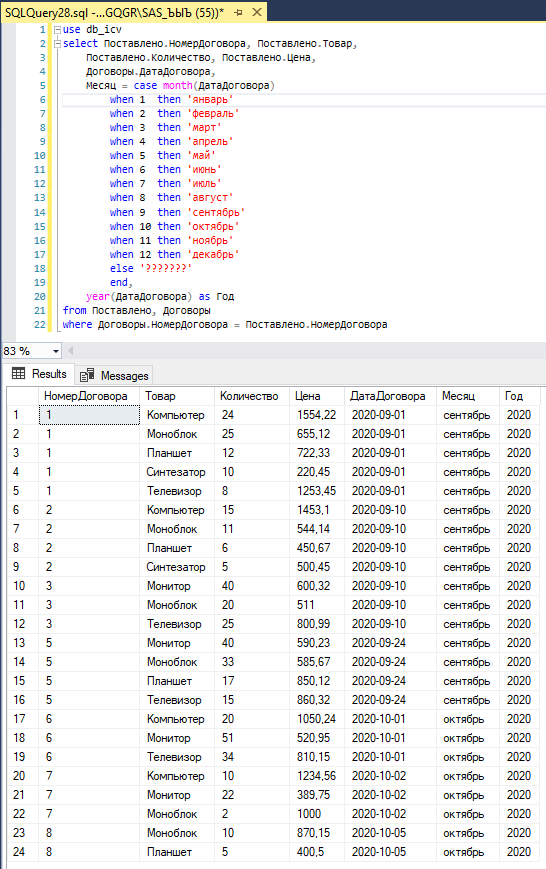 SQLQuery28.sql -...GQGR\SAS_ЪЫЬ (55))*
1 use db_icv
2 select Поставлено.НомерДоговора, Поставлено.Товар,
3 Поставлено.Количество, Поставлено.Цена,
4 Договоры.ДатаДоговора,
5 Месяц = case month(ДатаДоговора)
6 when 1 then 'январь'
7 when 2 then 'февраль'
8 when 3 then 'март'
9 when 4 then 'апрель'
10 when 5 then 'май'
11 when 6 then 'июнь'
12 when 7 then 'июль'
13 when 8 then 'август'
14 when 9 then 'сентябрь'
15 when 10 then 'октябрь'
16 when 11 then 'ноябрь'
17 when 12 then 'декабрь'
18 else '???????'
19 end,
20 year(ДатаДоговора) as Год
21 from Поставлено, Договоры
22 where Договоры.НомерДоговора = Поставлено.НомерДоговора
83 %
Results Messages
НомерДоговора Товар Количество Цена ДатаДоговора Месяц Год
1 1 Компьютер 24 1554,22 2020-09-01 сентябрь 2020
2 1 Моноблок 25 655,12 2020-09-01 сентябрь 2020
3 1 Планшет 12 722,33 2020-09-01 сентябрь 2020
4 1 Синтезатор 10 220,45 2020-09-01 сентябрь 2020
5 1 Телевизор 8 1253,45 2020-09-01 сентябрь 2020
6 2 Компьютер 15 1453,1 2020-09-10 сентябрь 2020
7 2 Моноблок 11 544,14 2020-09-10 сентябрь 2020
8 2 Планшет 6 450,67 2020-09-10 сентябрь 2020
9 2 Синтезатор 5 500,45 2020-09-10 сентябрь 2020
10 3 Монитор 40 600,32 2020-09-10 сентябрь 2020
11 3 Моноблок 20 511 2020-09-10 сентябрь 2020
12 3 Телевизор 25 800,99 2020-09-10 сентябрь 2020
13 5 Монитор 40 590,23 2020-09-24 сентябрь 2020
14 5 Моноблок 33 585,67 2020-09-24 сентябрь 2020
15 5 Планшет 17 850,12 2020-09-24 сентябрь 2020
16 5 Телевизор 15 860,32 2020-09-24 сентябрь 2020
17 6 Компьютер 20 1050,24 2020-10-01 октябрь 2020
18 6 Монитор 51 520,95 2020-10-01 октябрь 2020
19 6 Телевизор 34 810,15 2020-10-01 октябрь 2020
20 7 Компьютер 10 1234,56 2020-10-02 октябрь 2020
21 7 Монитор 22 389,75 2020-10-02 октябрь 2020
22 7 Моноблок 2 1000 2020-10-02 октябрь 2020
23 8 Моноблок 10 870,15 2020-10-05 октябрь 2020
24 8 Планшет 5 400,5 2020-10-05 октябрь 2020